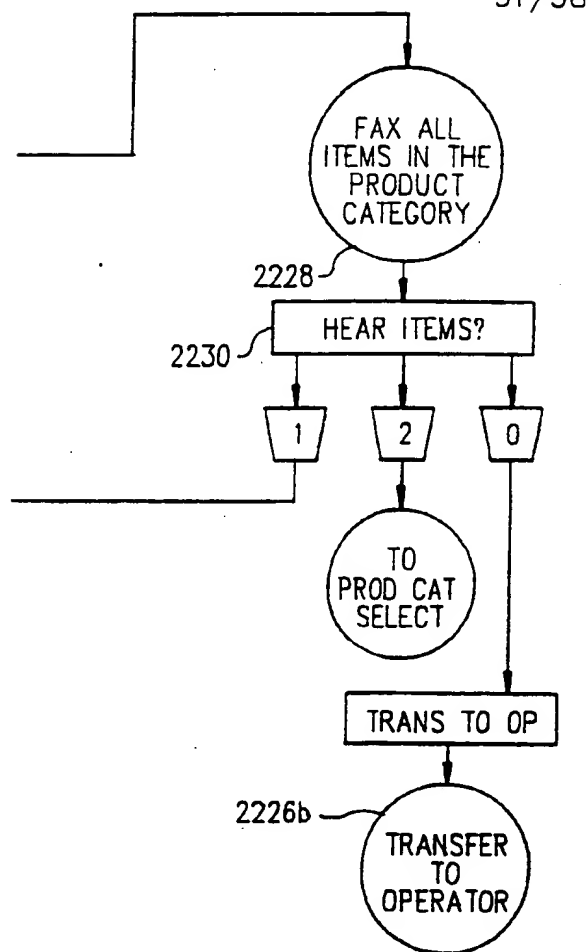 FAX ALL
ITEMS IN THE
PRODUCT
CATEGORY
2228
HEAR ITEMS?
2230
1 2 0
TO
PROD CAT
SELECT
TRANS TO OP
2226b
TRANSFER
TO
OPERATOR